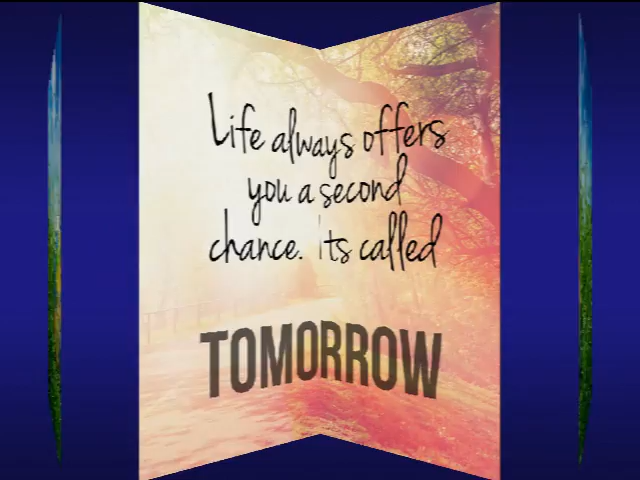 Life always offers
you a second
chance. Its called
TOMORROW